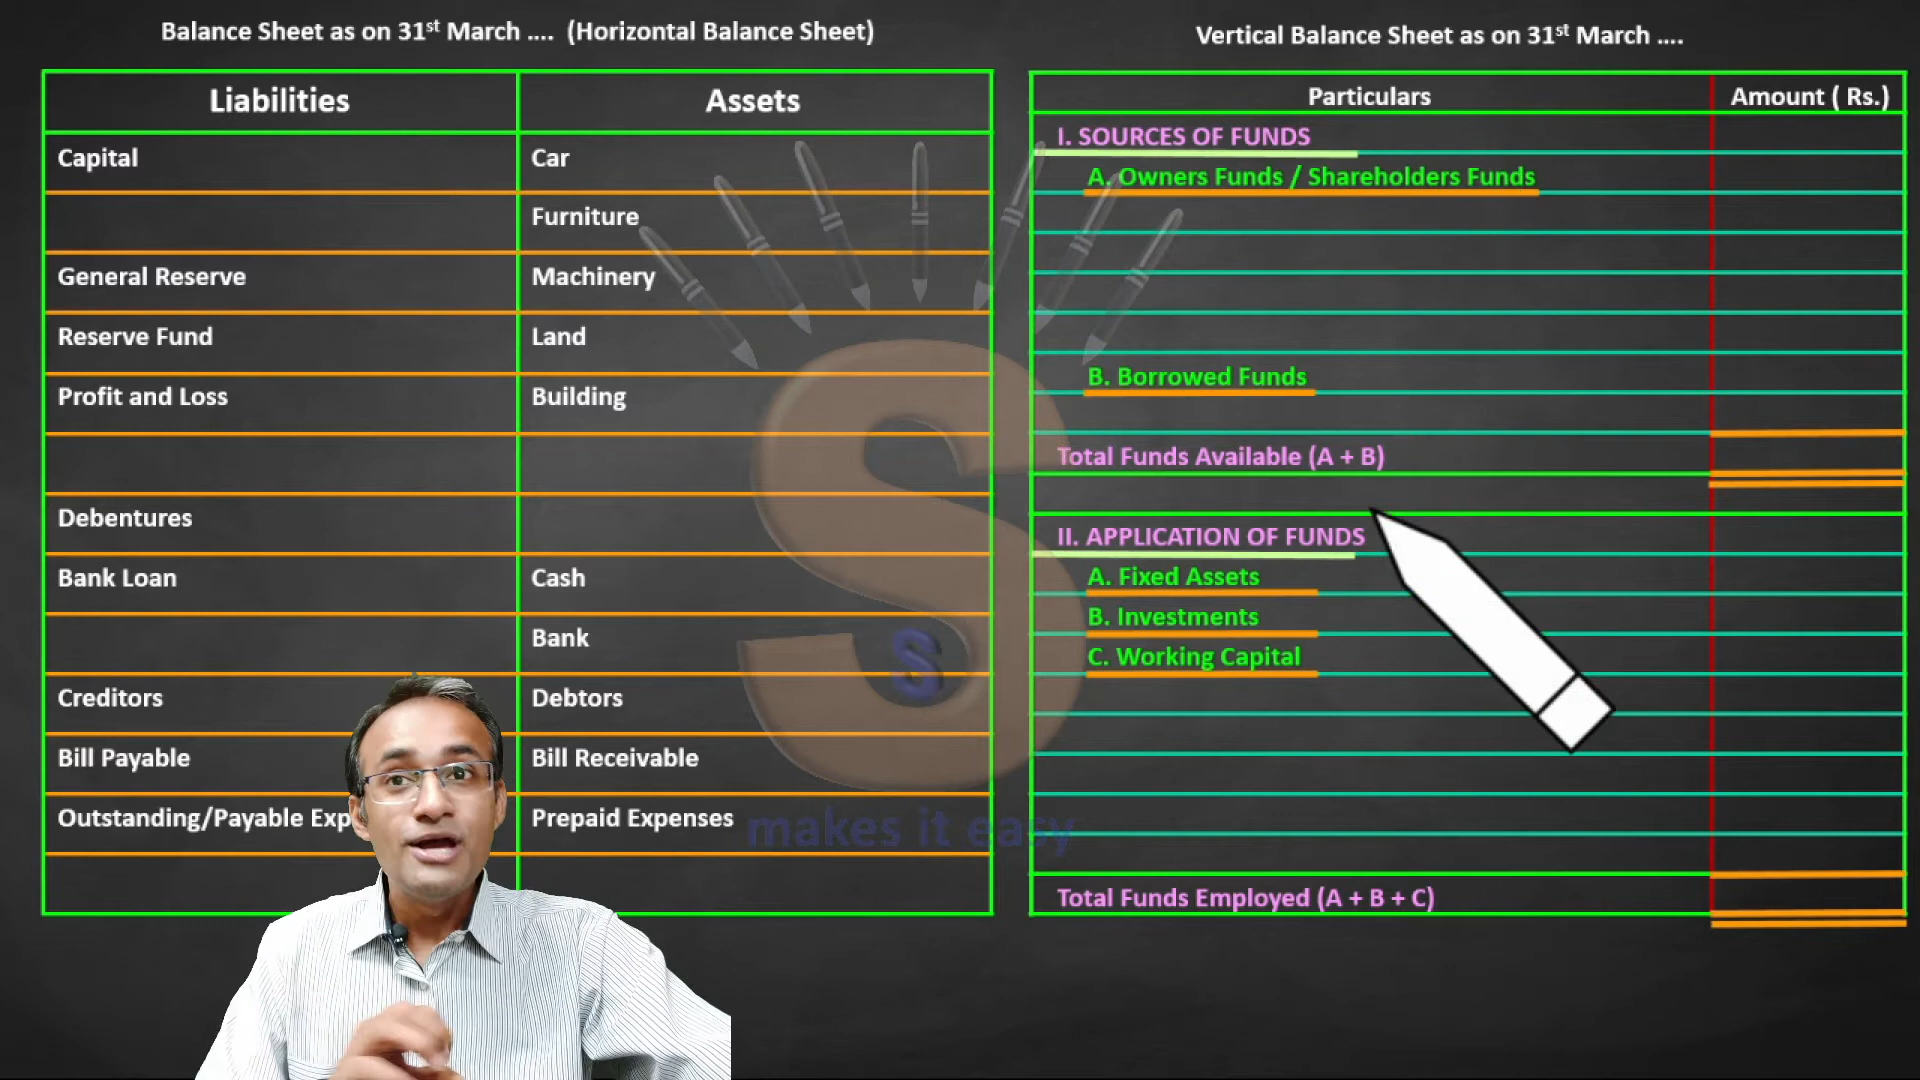 Balance Sheet as on 31st March .... (Horizontal Balance Sheet)
Liabilities
Assets
Capital
Car
Furniture
General Reserve
Machinery
Reserve Fund
Land
Profit and Loss
Building
Debentures
Bank Loan
Cash
Bank
Creditors
Debtors
Bill Payable
Bill Receivable
Outstanding/Payable Exp
Prepaid Expenses
Vertical Balance Sheet as on 31st March ....
Particulars
Amount ( Rs.)
I. SOURCES OF FUNDS
A. Owners Funds / Shareholders Funds
B. Borrowed Funds
Total Funds Available (A + B)
II. APPLICATION OF FUNDS
A. Fixed Assets
B. Investments
C. Working Capital
Total Funds Employed (A + B + C)
S
S
makes it easy